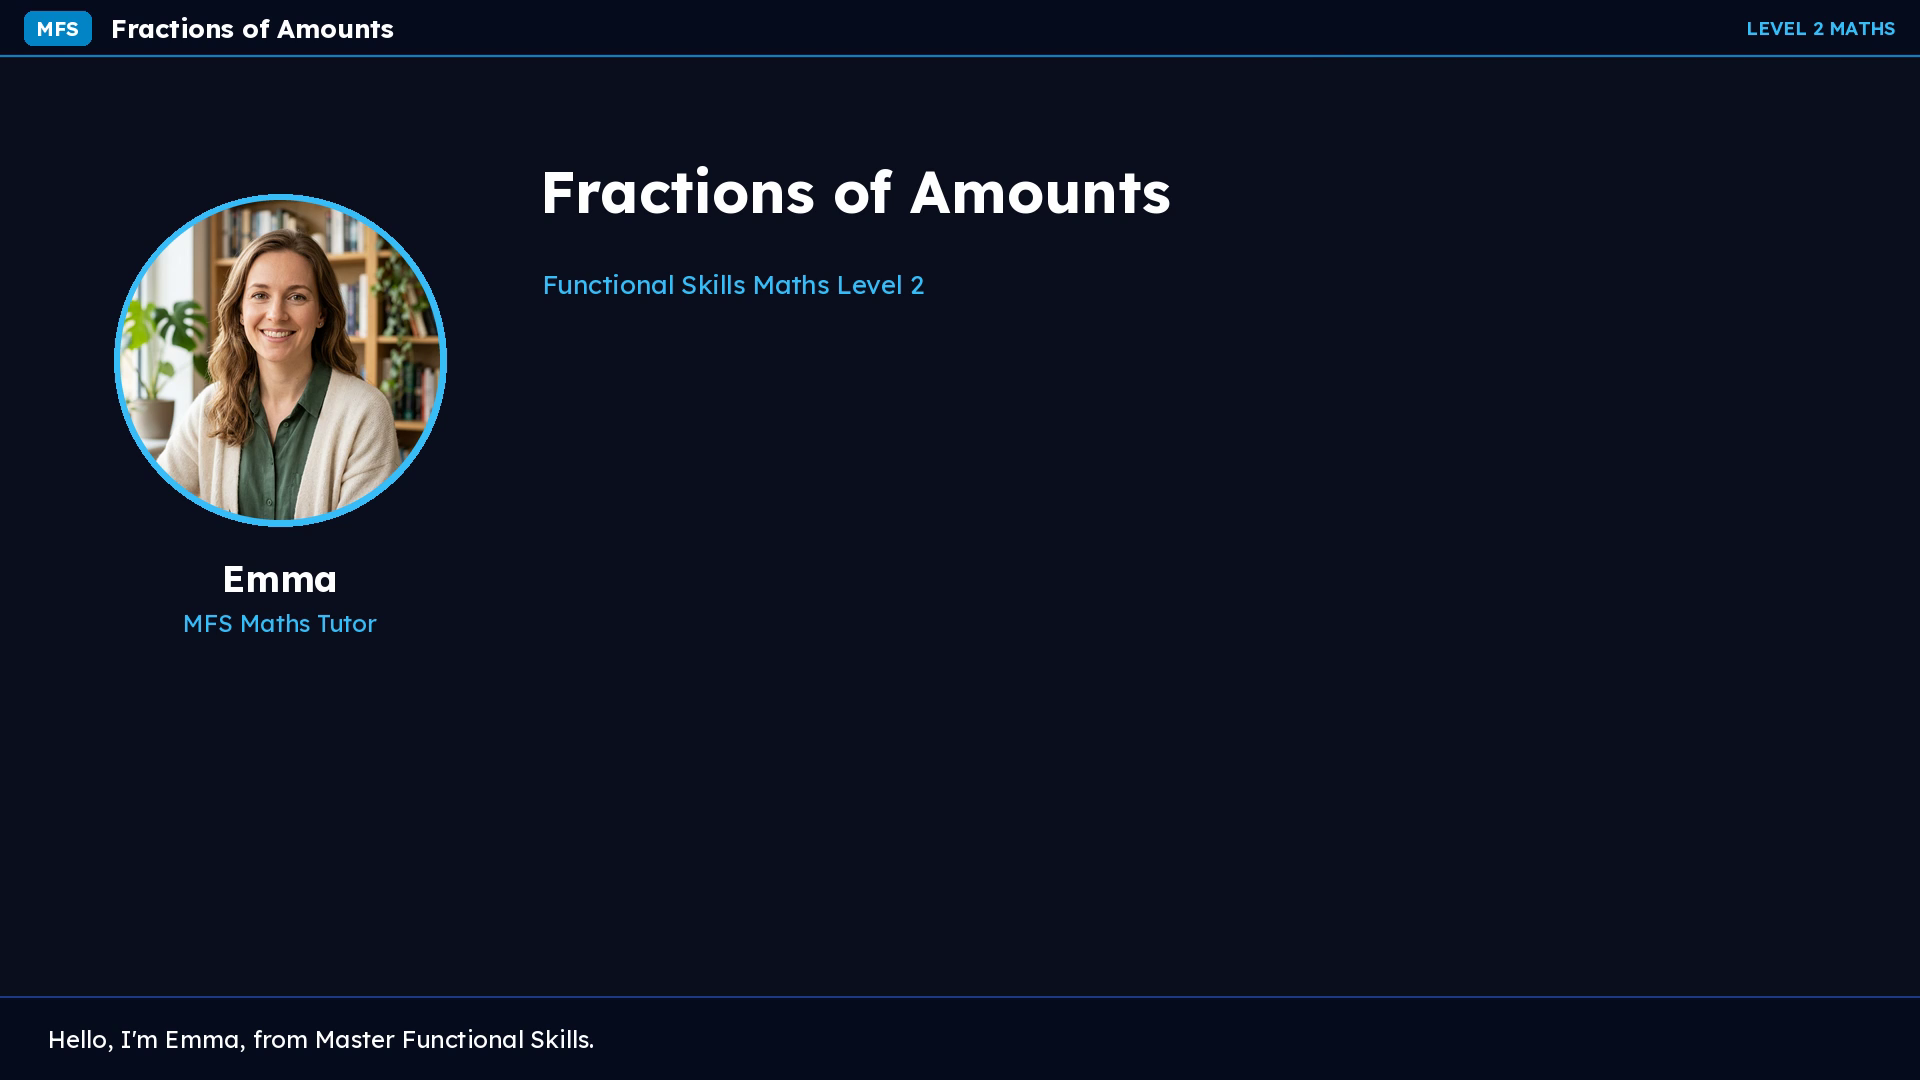 MFS Fractions of Amounts
LEVEL 2 MATHS
Fractions of Amounts
Functional Skills Maths Level 2
Emma
MFS Maths Tutor
Hello, I'm Emma, from Master Functional Skills.